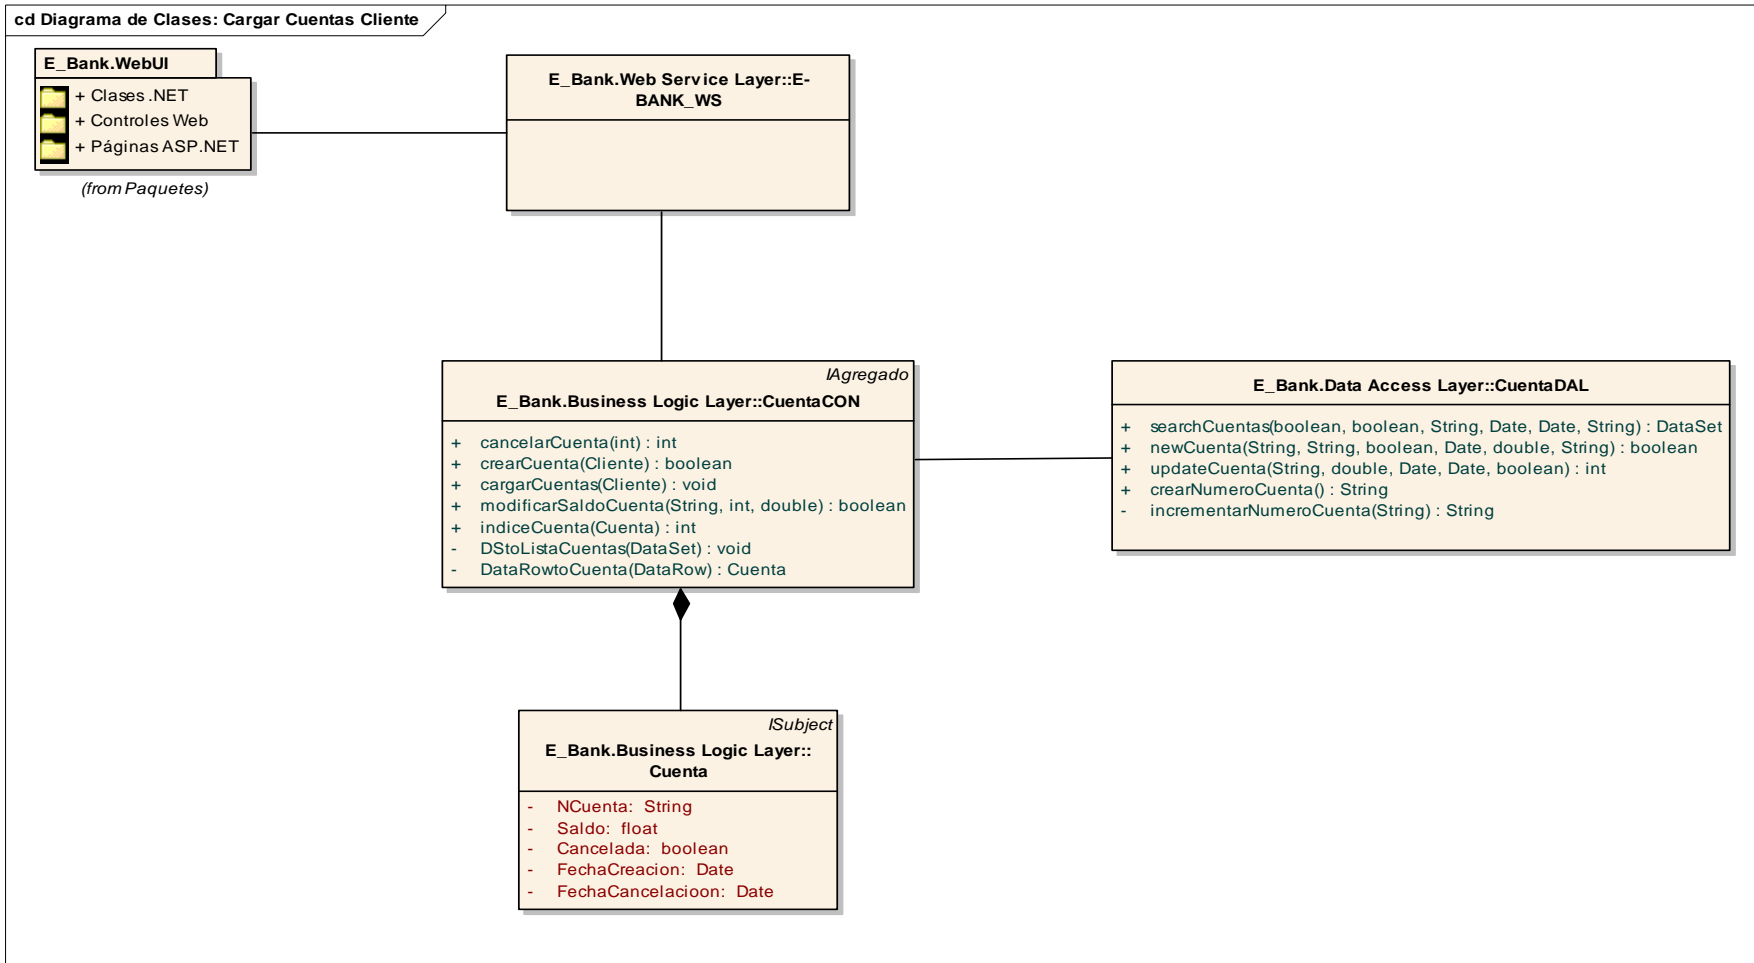 cd Diagrama de Clases: Cargar Cuentas Cliente
E_Bank.WebUI
+ Clases .NET
+ Controles Web
+ Páginas ASP.NET
(from Paquetes)
E_Bank.Web Service Layer::E-
BANK_WS
IAgregado
E_Bank.Business Logic Layer::CuentaCON
+ cancelarCuenta(int) : int
+ crearCuenta(Cliente) : boolean
+ cargarCuentas(Cliente) : void
+ modificarSaldoCuenta(String, int, double) : boolean
+ indiceCuenta(Cuenta) : int
- DStoListaCuentas(DataSet) : void
- DataRowtoCuenta(DataRow) : Cuenta
E_Bank.Data Access Layer::CuentaDAL
+ searchCuentas(boolean, boolean, String, Date, Date, String) : DataSet
+ newCuenta(String, String, boolean, Date, double, String) : boolean
+ updateCuenta(String, double, Date, Date, boolean) : int
+ crearNumeroCuenta() : String
- incrementarNumeroCuenta(String) : String
ISubject
E_Bank.Business Logic Layer::
Cuenta
- NCuenta: String
- Saldo: float
- Cancelada: boolean
- FechaCreacion: Date
- FechaCancelacioon: Date